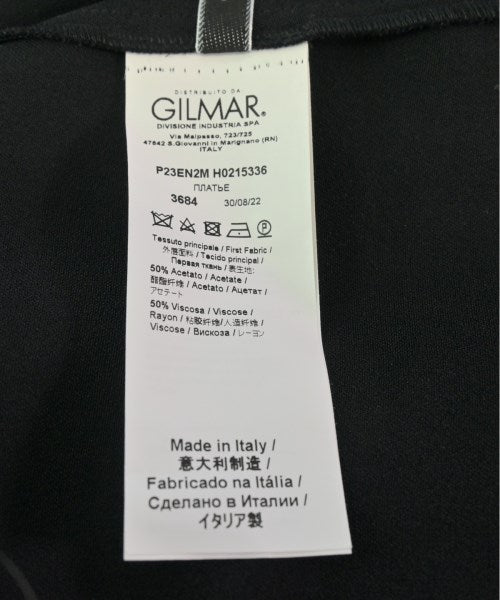 DISTRIBUITO DA
GILMAR®
DIVISIONE INDUSTRIA SPA
Via Malpasso, 723/725
47842 S.Giovanni in Marignano (RN)
ITALY
P23EN2M H0215336
ПЛАТЬЕ
3684 30/08/22
Tessuto principale / First Fabric /
外层面料 / Tecido principal /
Первая ткань / 表生地:
50% Acetato / Acetate /
醋酯纤维 / Acetato / Ацетат /
アセテート
50% Viscosa / Viscose /
Rayon / 粘胶纤维/人造纤维 /
Viscose / Вискоза / レーヨン
Made in Italy /
意大利制造 /
Fabricado na Itália /
Сделано в Италии /
イタリア製